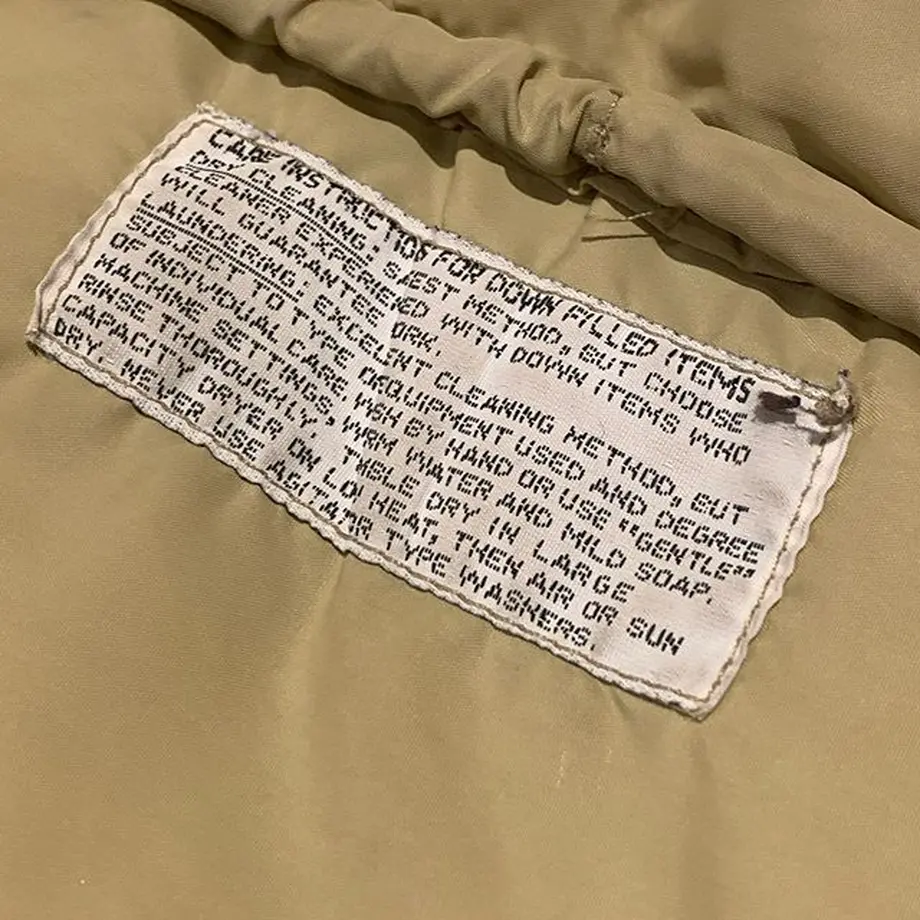 CARE INSTRUCTION FOR DOWN FILLED ITEMS
DRY CLEANING: SAFEST METHOD, BUT CHOOSE
CLEANER EXPERIENCED WITH DOWN ITEMS WHO
WILL GUARANTEE WORK.
LAUNDERING: EXCELLENT CLEANING METHOD, BUT
SUBJECT TO TYPE OF EQUIPMENT USED AND DEGREE
OF INDIVIDUAL CARE. WASH BY HAND OR USE "GENTLE"
MACHINE SETTINGS, WARM WATER AND MILD SOAP.
RINSE THOROUGHLY, TUMBLE DRY IN LARGE
CAPACITY DRYER ON LOW HEAT, THEN AIR OR SUN
DRY. NEVER USE AGITATOR TYPE WASHERS.